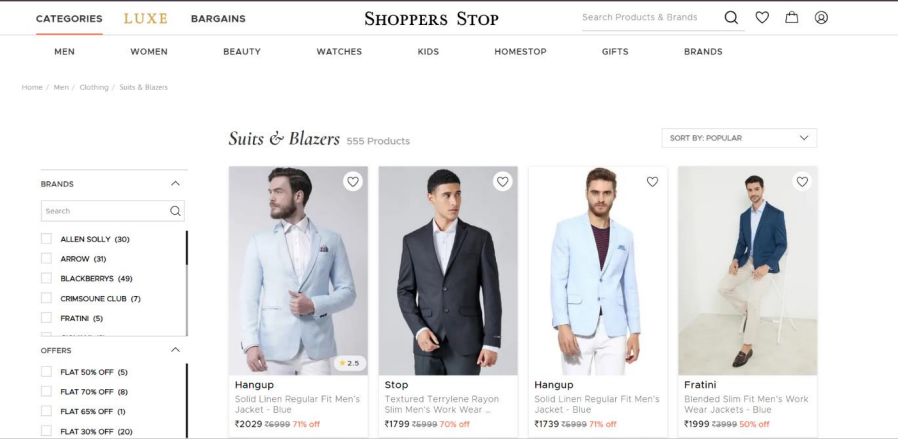 CATEGORIES LUXE BARGAINS SHOPPERS STOP Search Products & Brands
MEN WOMEN BEAUTY WATCHES KIDS HOMESTOP GIFTS BRANDS
Home / Men / Clothing / Suits & Blazers
Suits & Blazers 555 Products
SORT BY: POPULAR
BRANDS
Search
ALLEN SOLLY (30)
ARROW (31)
BLACKBERRYS (49)
CRIMSOUNE CLUB (7)
FRATINI (5)
OFFERS
FLAT 50% OFF (5)
FLAT 70% OFF (8)
FLAT 65% OFF (1)
FLAT 30% OFF (20)
2.5
Hangup
Solid Linen Regular Fit Men's
Jacket - Blue
₹2029 ₹6999 71% off
Stop
Textured Terrylene Rayon
Slim Men's Work Wear ...
₹1799 ₹5999 70% off
Hangup
Solid Linen Regular Fit Men's
Jacket - Blue
₹1739 ₹5999 71% off
Fratini
Blended Slim Fit Men's Work
Wear Jackets - Blue
₹1999 ₹3999 50% off